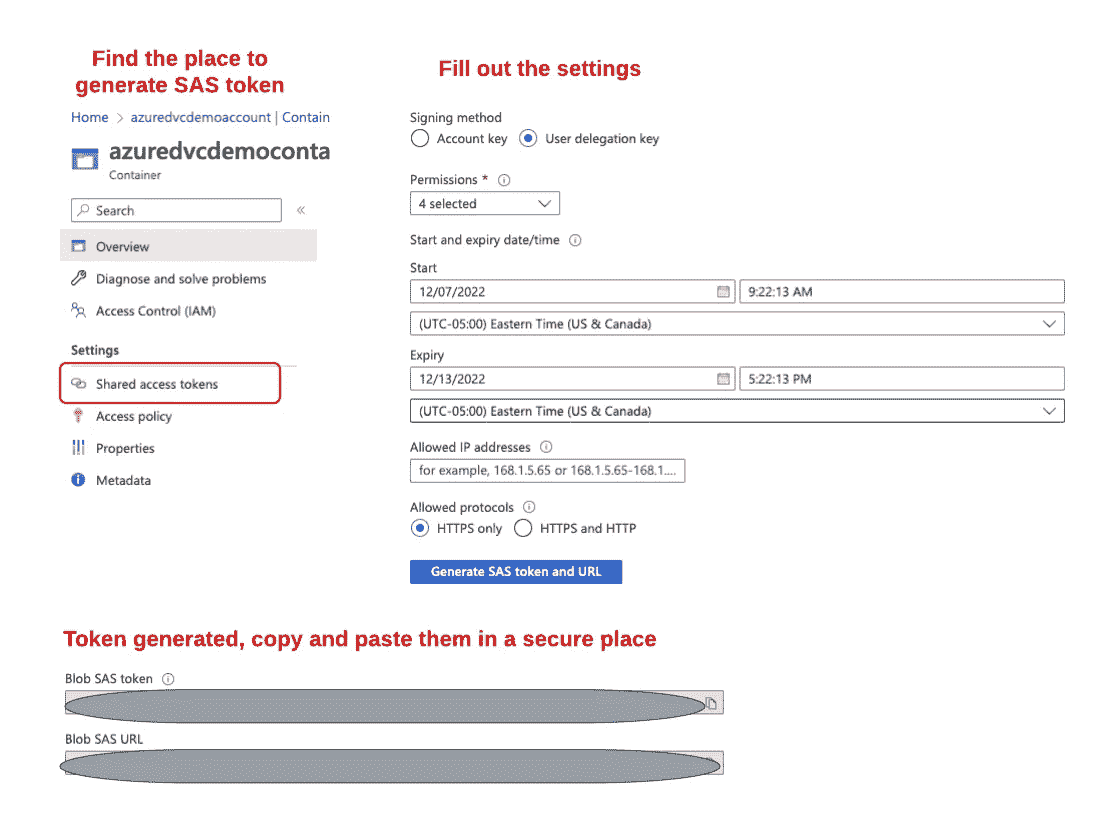 Find the place to
generate SAS token
Home > azuredvcdemoaccount | Contain
azuredvcdemoconta
Container
Search «
Overview
Diagnose and solve problems
Access Control (IAM)
Settings
Shared access tokens
Access policy
Properties
Metadata
Fill out the settings
Signing method
Account key User delegation key
Permissions *
4 selected
Start and expiry date/time
Start
12/07/2022 9:22:13 AM
(UTC-05:00) Eastern Time (US & Canada)
Expiry
12/13/2022 5:22:13 PM
(UTC-05:00) Eastern Time (US & Canada)
Allowed IP addresses
for example, 168.1.5.65 or 168.1.5.65-168.1....
Allowed protocols
HTTPS only HTTPS and HTTP
Generate SAS token and URL
Token generated, copy and paste them in a secure place
Blob SAS token
Blob SAS URL